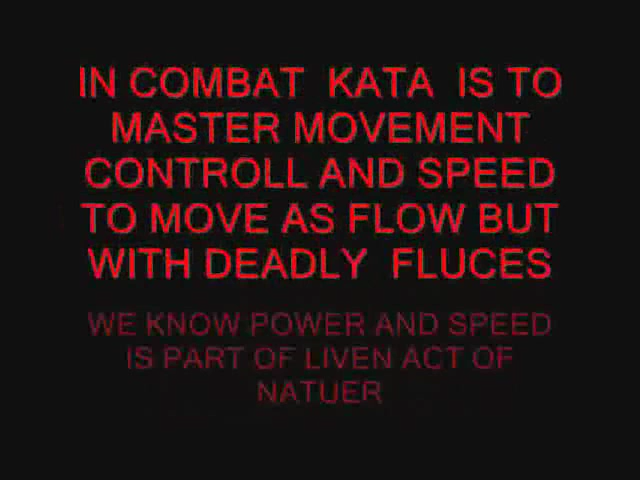 IN COMBAT KATA IS TO
MASTER MOVEMENT
CONTROLL AND SPEED
TO MOVE AS FLOW BUT
WITH DEADLY FLUCES
WE KNOW POWER AND SPEED
IS PART OF LIVEN ACT OF
NATUER